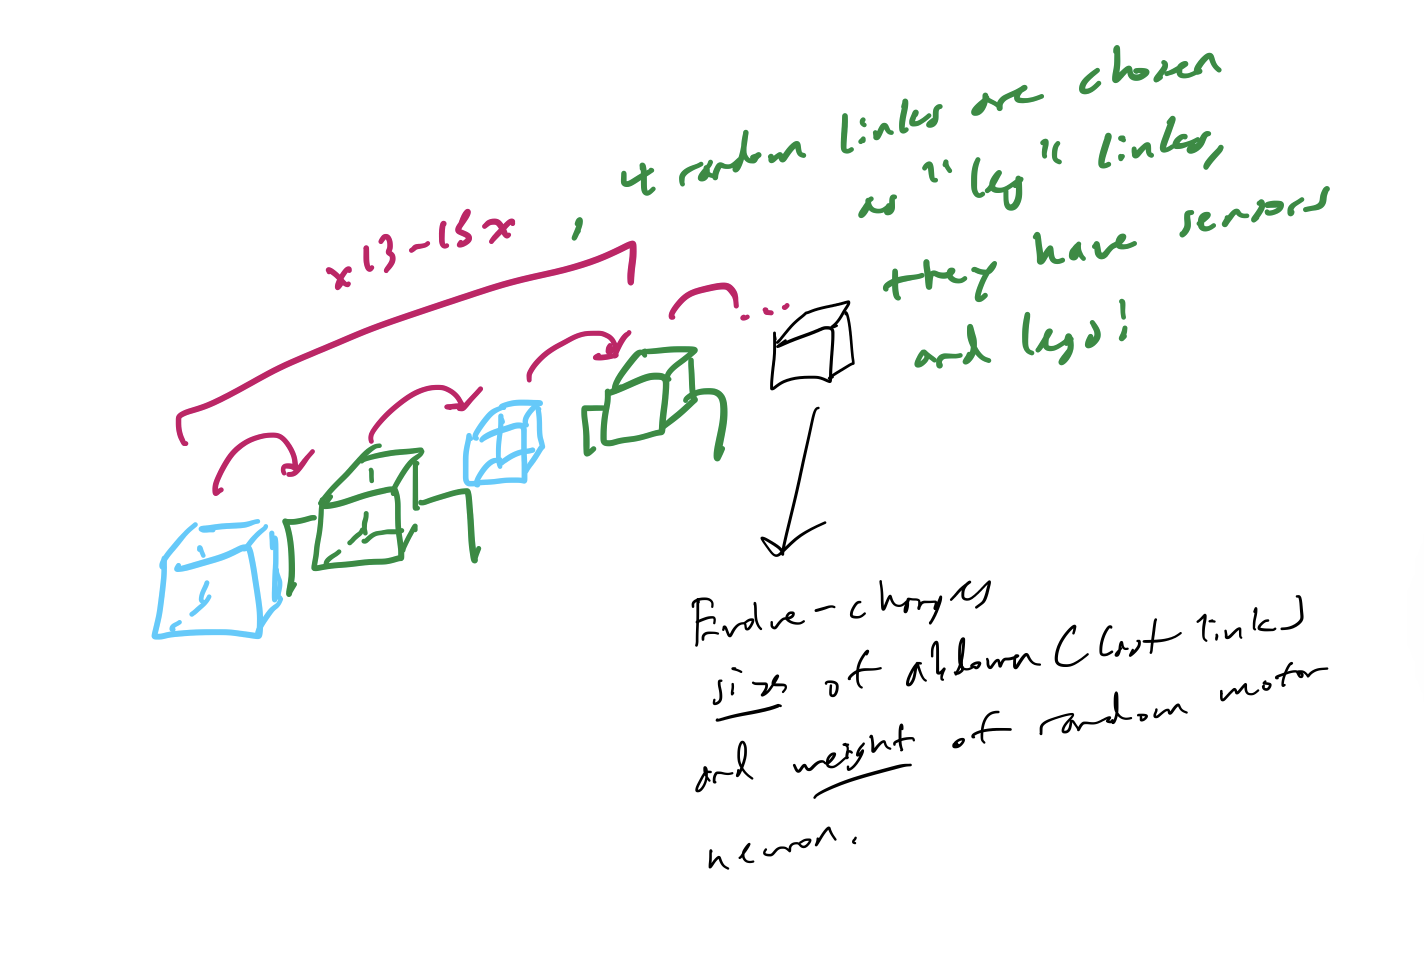 x13-15x
, 4 random links are chosen
as "leg" links,
they have sensors
and legs!
Evolve - changes
size of abdomen (last link)
and weight of random motor
neuron.